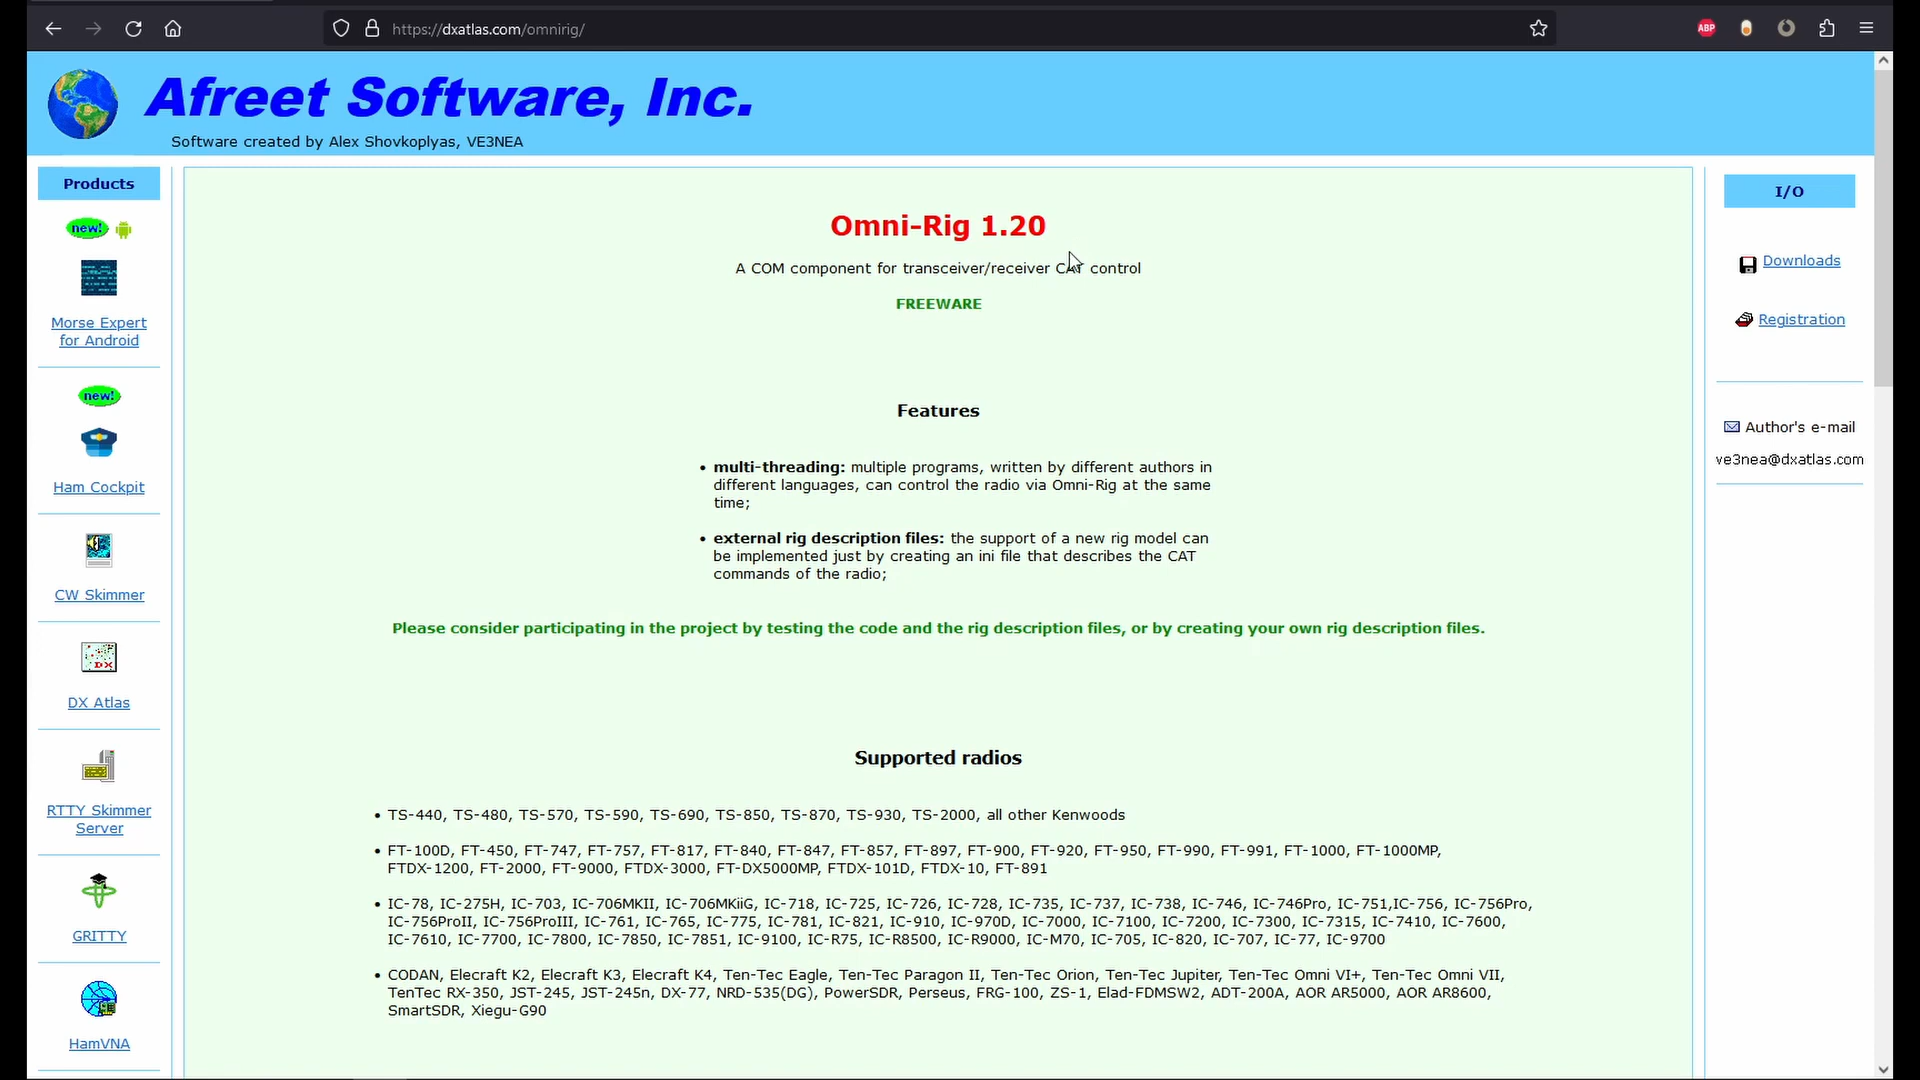 https://dxatlas.com/omnirig/
ABP
Afreet Software, Inc.
Software created by Alex Shovkoplyas, VE3NEA
Products
new!
Morse Expert
for Android
new!
Ham Cockpit
CW Skimmer
DX
DX Atlas
RTTY Skimmer
Server
GRITTY
HamVNA
Omni-Rig 1.20
A COM component for transceiver/receiver CAT control
FREEWARE
Features
• multi-threading: multiple programs, written by different authors in
different languages, can control the radio via Omni-Rig at the same
time;
• external rig description files: the support of a new rig model can
be implemented just by creating an ini file that describes the CAT
commands of the radio;
Please consider participating in the project by testing the code and the rig description files, or by creating your own rig description files.
Supported radios
• TS-440, TS-480, TS-570, TS-590, TS-690, TS-850, TS-870, TS-930, TS-2000, all other Kenwoods
• FT-100D, FT-450, FT-747, FT-757, FT-817, FT-840, FT-847, FT-857, FT-897, FT-900, FT-920, FT-950, FT-990, FT-991, FT-1000, FT-1000MP,
FTDX-1200, FT-2000, FT-9000, FTDX-3000, FT-DX5000MP, FTDX-101D, FTDX-10, FT-891
• IC-78, IC-275H, IC-703, IC-706MKII, IC-706MKiiG, IC-718, IC-725, IC-726, IC-728, IC-735, IC-737, IC-738, IC-746, IC-746Pro, IC-751,IC-756, IC-756Pro,
IC-756ProII, IC-756ProIII, IC-761, IC-765, IC-775, IC-781, IC-821, IC-910, IC-970D, IC-7000, IC-7100, IC-7200, IC-7300, IC-7315, IC-7410, IC-7600,
IC-7610, IC-7700, IC-7800, IC-7850, IC-7851, IC-9100, IC-R75, IC-R8500, IC-R9000, IC-M70, IC-705, IC-820, IC-707, IC-77, IC-9700
• CODAN, Elecraft K2, Elecraft K3, Elecraft K4, Ten-Tec Eagle, Ten-Tec Paragon II, Ten-Tec Orion, Ten-Tec Jupiter, Ten-Tec Omni VI+, Ten-Tec Omni VII,
TenTec RX-350, JST-245, JST-245n, DX-77, NRD-535(DG), PowerSDR, Perseus, FRG-100, ZS-1, Elad-FDMSW2, ADT-200A, AOR AR5000, AOR AR8600,
SmartSDR, Xiegu-G90
I/O
Downloads
Registration
Author's e-mail
ve3nea@dxatlas.com